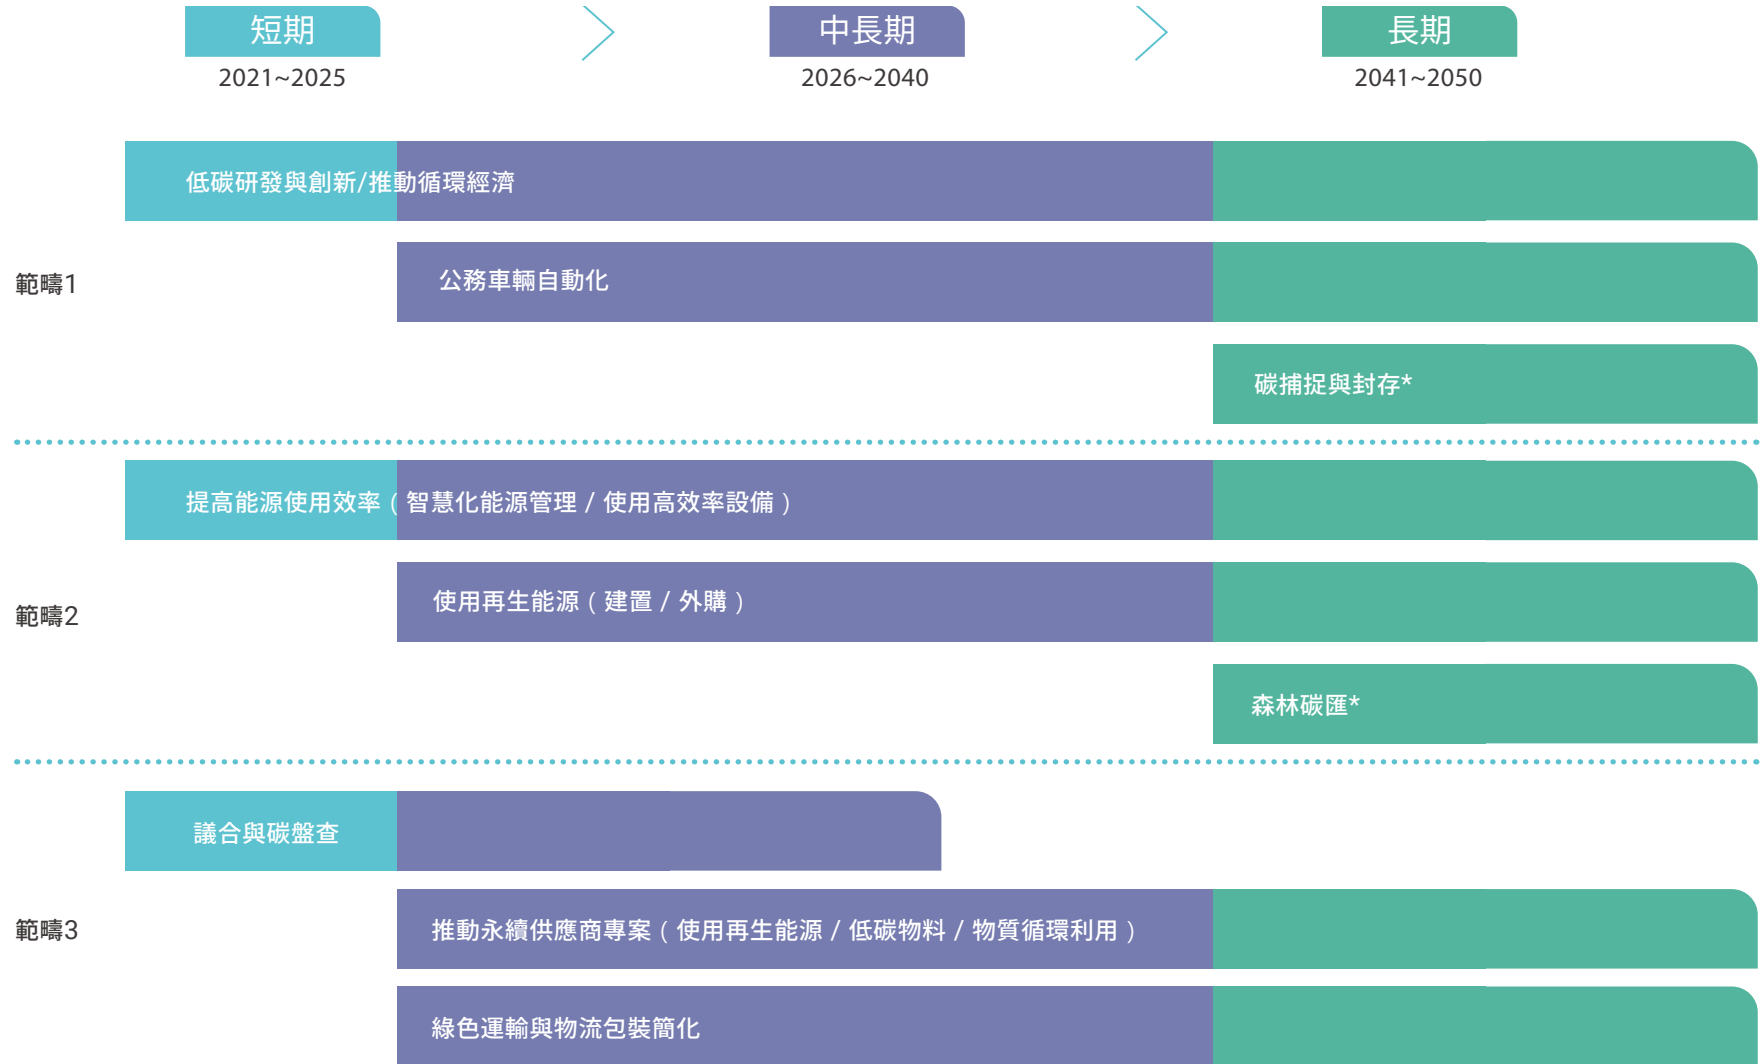 短期
中長期
長期
2021~2025
2026~2040
2041~2050
低碳研發與創新/推動循環經濟
範疇1
公務車輛自動化
碳捕捉與封存*
提高能源使用效率（智慧化能源管理 / 使用高效率設備）
範疇2
使用再生能源（建置 / 外購）
森林碳匯*
議合與碳盤查
範疇3
推動永續供應商專案（使用再生能源 / 低碳物料 / 物質循環利用）
綠色運輸與物流包裝簡化